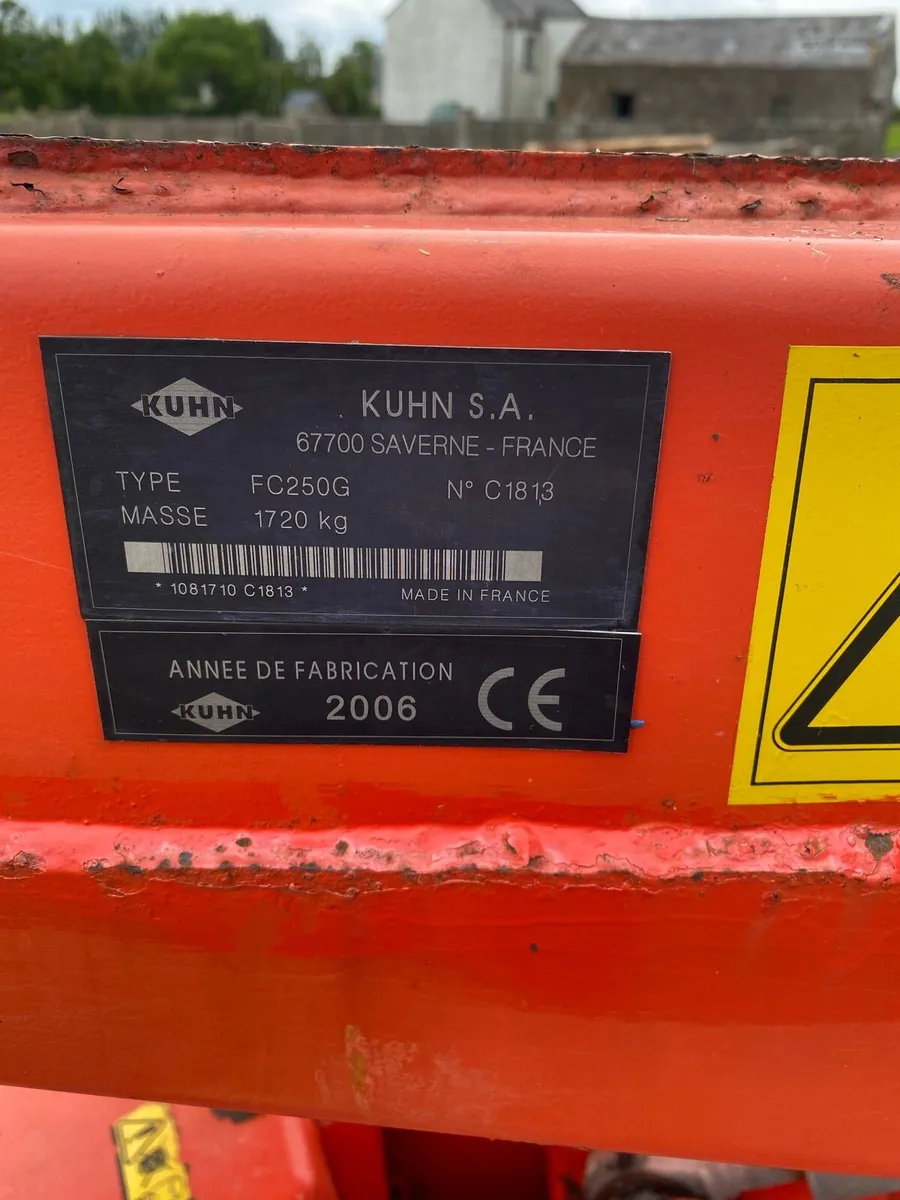 KUHN
KUHN S.A.
67700 SAVERNE - FRANCE
TYPE FC250G N° C1813
MASSE 1720 kg
* 1081710 C1813 *
MADE IN FRANCE
ANNEE DE FABRICATION
KUHN
2006
CE